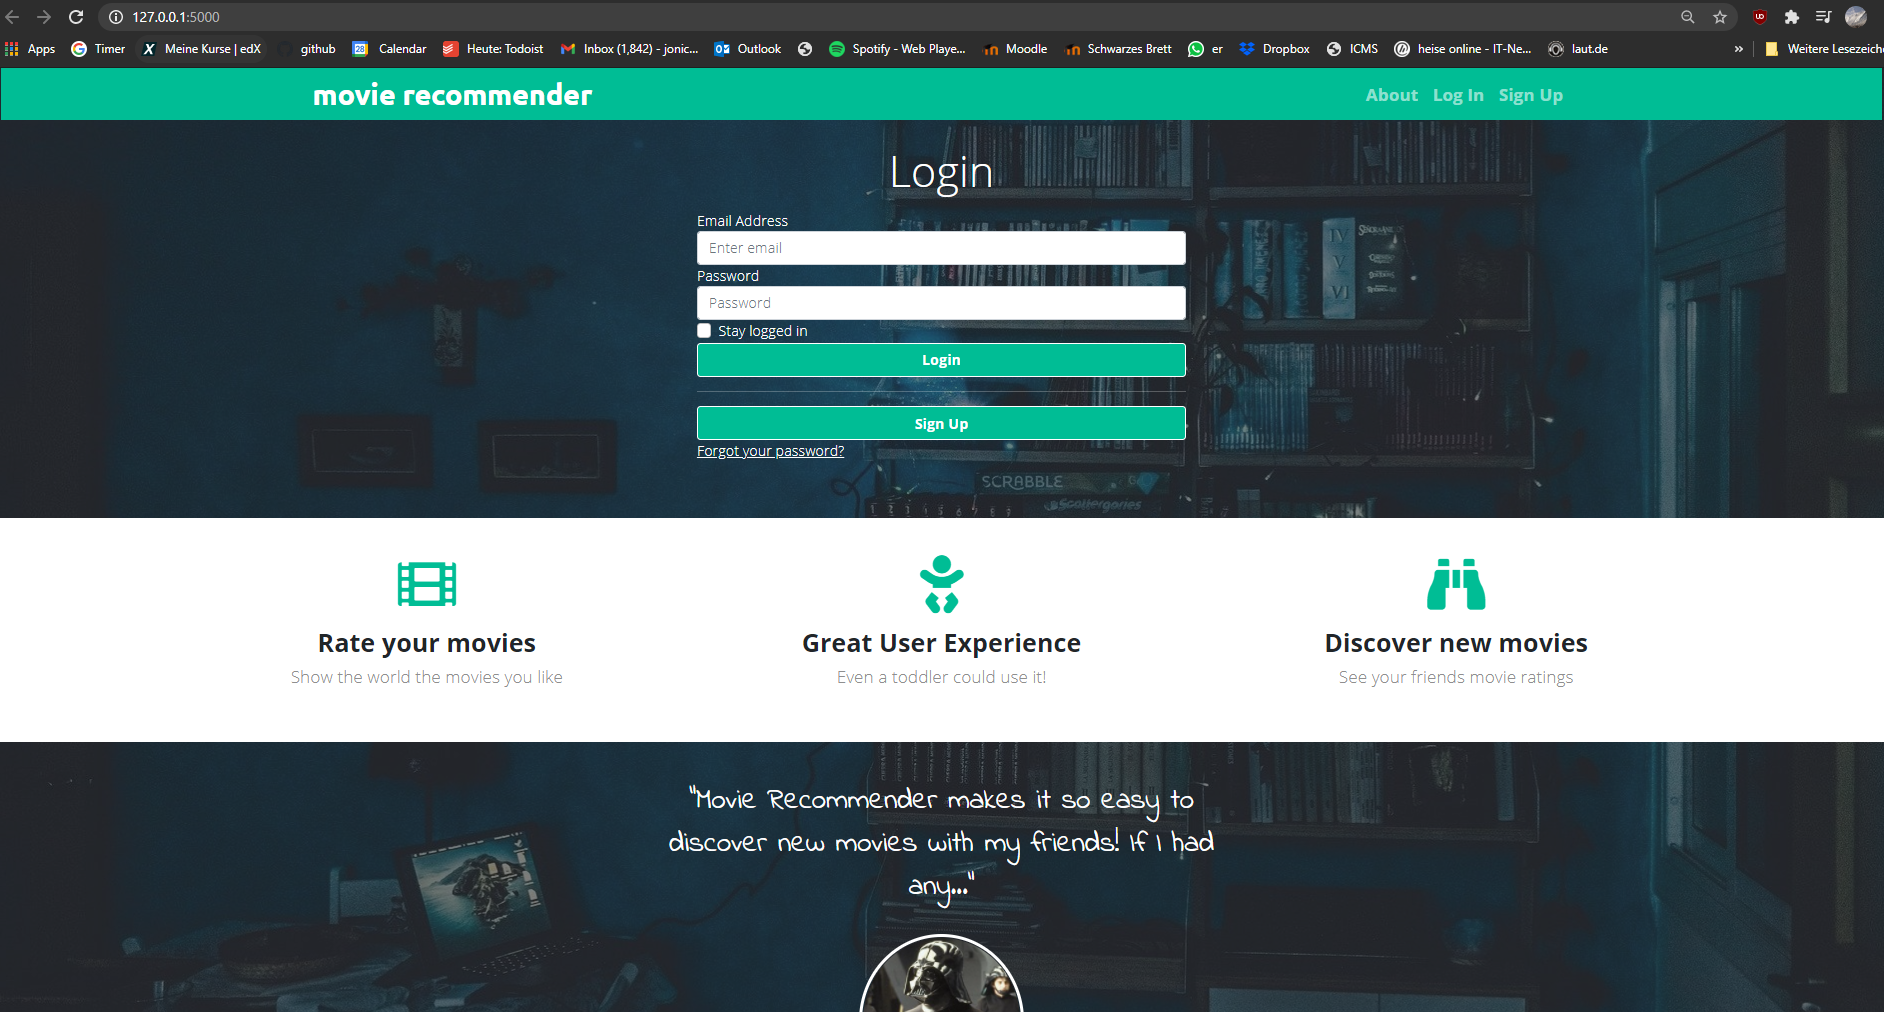 127.0.0.1:5000
Apps Timer Meine Kurse | edX github Calendar Heute: Todoist Inbox (1,842) - jonic... Outlook Spotify - Web Playe... Moodle Schwarzes Brett er Dropbox ICMS heise online - IT-Ne... laut.de » Weitere Lesezeiche
movie recommender About Log In Sign Up
Login
Email Address
Enter email
Password
Password
Stay logged in
Login
Sign Up
Forgot your password?
IV
V
VI
SCRABBLE
Scattergories
Rate your movies
Show the world the movies you like
Great User Experience
Even a toddler could use it!
Discover new movies
See your friends movie ratings
"Movie Recommender makes it so easy to
discover new movies with my friends! If I had
any..."